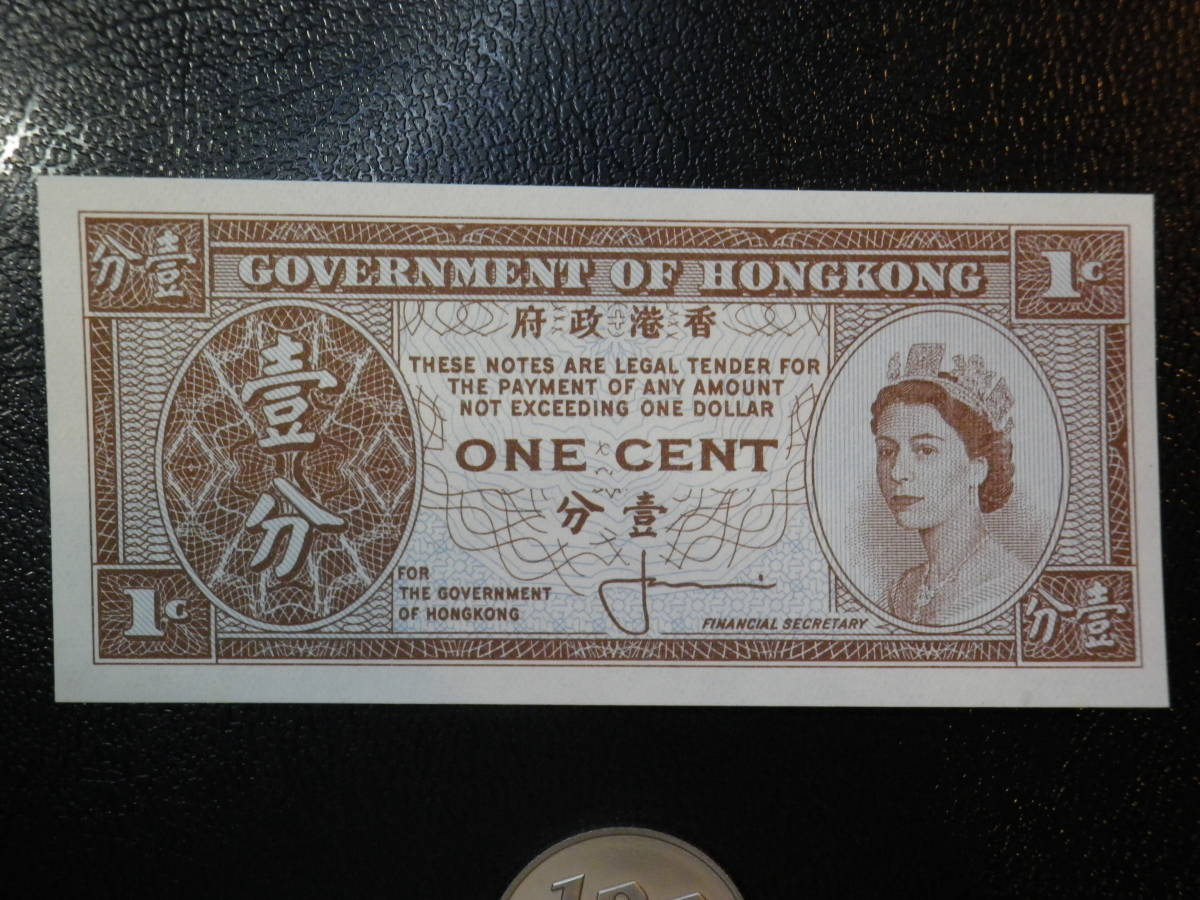 分壹
GOVERNMENT OF HONGKONG
1C
府政港香
THESE NOTES ARE LEGAL TENDER FOR
THE PAYMENT OF ANY AMOUNT
NOT EXCEEDING ONE DOLLAR
ONE CENT
分壹
壹
分
FOR
THE GOVERNMENT
OF HONGKONG
FINANCIAL SECRETARY
1C
分壹